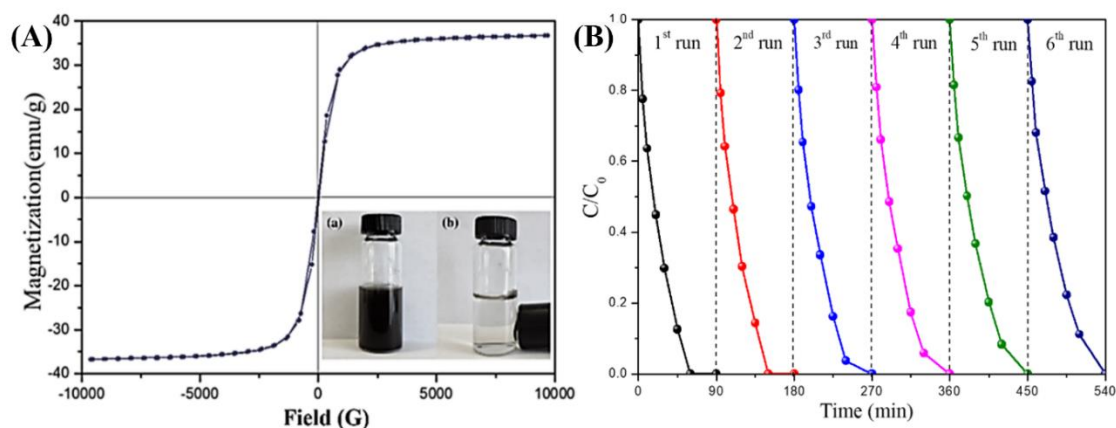 (A)
Magnetization(emu/g)
40
30
20
10
0
-10
-20
-30
-40
-10000
-5000
0
5000
10000
Field (G)
(a)
(b)
(B)
C/C0
1.0
0.8
0.6
0.4
0.2
0.0
1st run
2nd run
3rd run
4th run
5th run
6th run
0
90
180
270
360
450
540
Time (min)